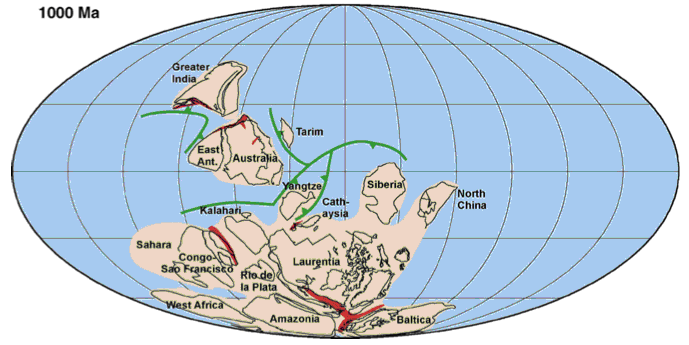 1000 Ma
Greater
India
Tarim
East
Ant.
Australia
Yangtze
Siberia
North
China
Cath-
aysia
Kalahari
Sahara
Congo-
Sao Francisco
Laurentia
Rio de
la Plata
West Africa
Amazonia
Baltica